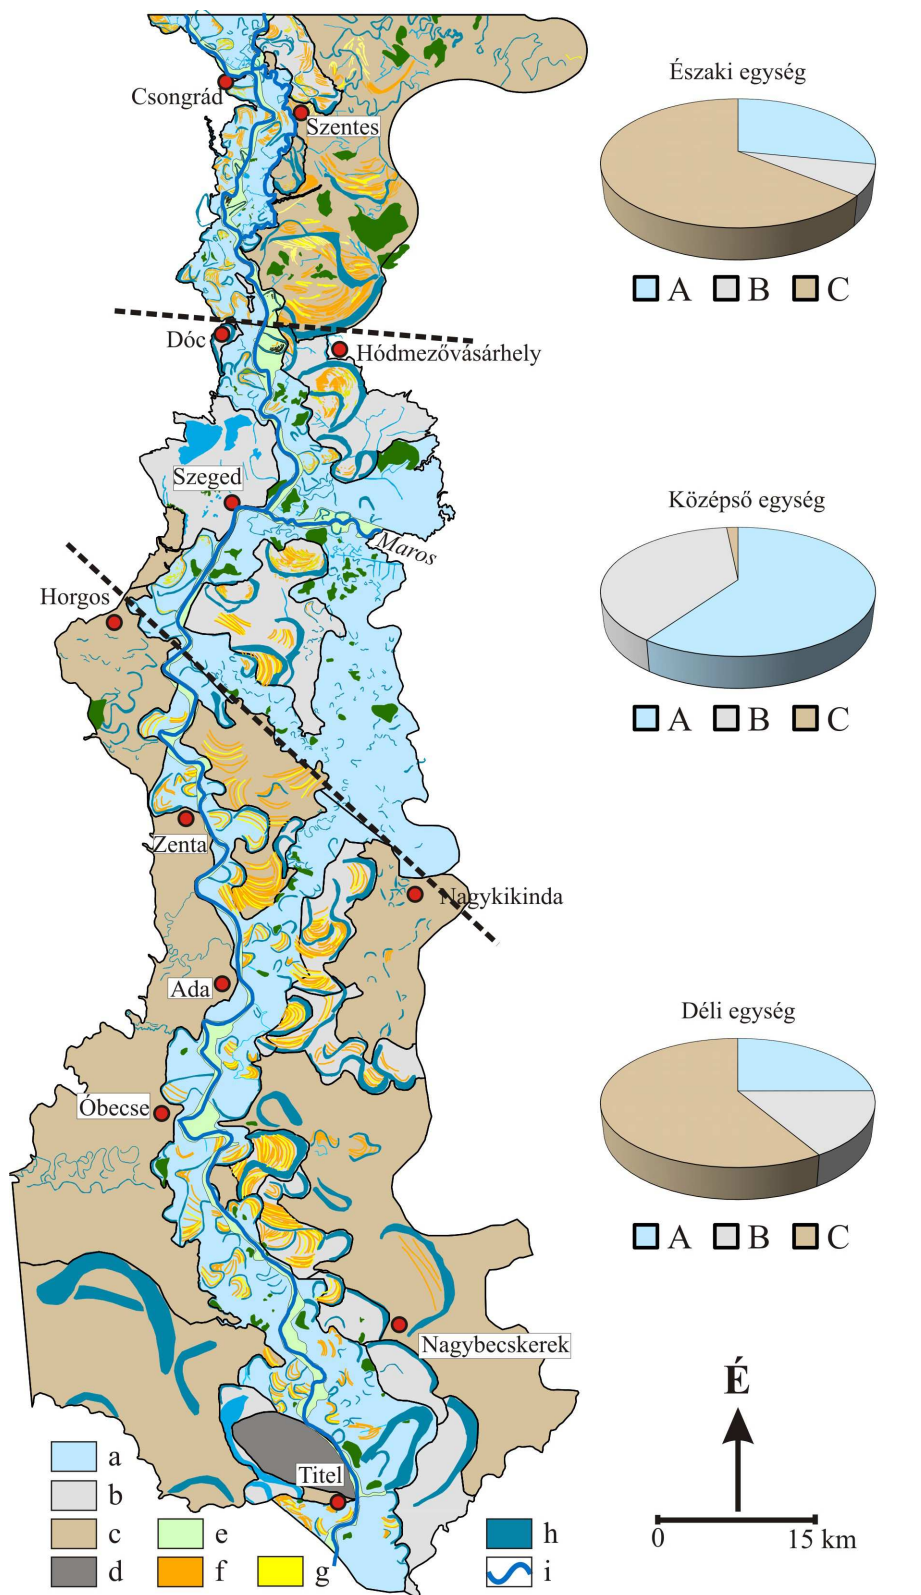 Északi egység
Csongrád
Szentes
A B C
Dóc
Hódmezővásárhely
Szeged
Középső egység
Maros
Horgos
A B C
Zenta
Nagykikinda
Ada
Déli egység
Óbecse
A B C
Nagybecskerek
É
Titel
a
b
c e h
d f g i
0 15 km